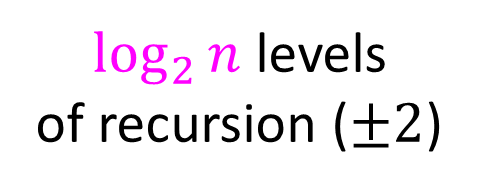 log₂ n levels
of recursion (±2)